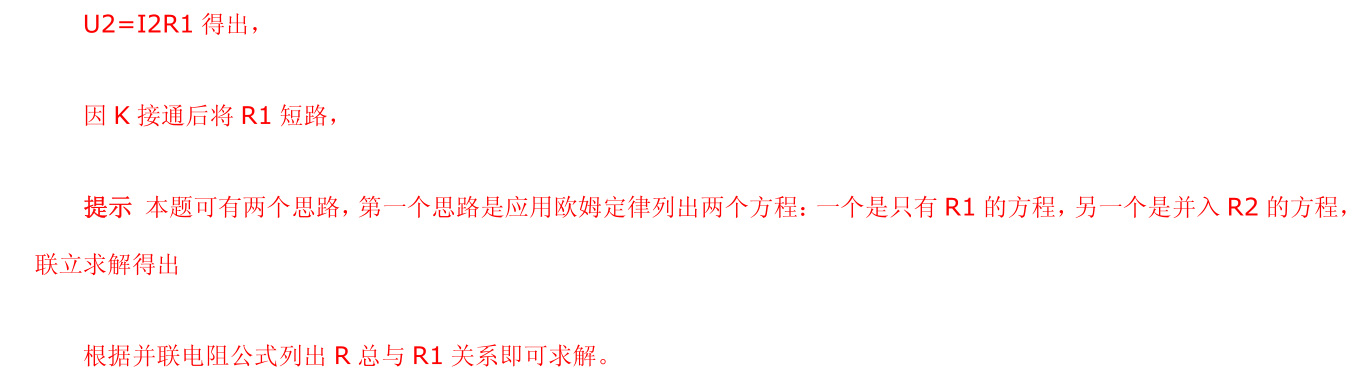 U2=I2R1 得出，
因 K 接通后将 R1 短路，
提示 本题可有两个思路，第一个思路是应用欧姆定律列出两个方程：一个是只有 R1 的方程，另一个是并入 R2 的方程，
联立求解得出
根据并联电阻公式列出 R 总与 R1 关系即可求解。